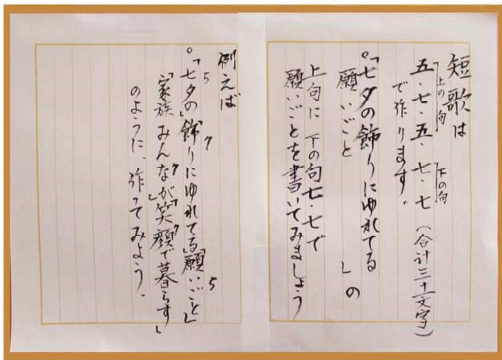 短歌は
上の句 下の句
五・七・五・七・七（合計三十一文字）
で作ります。
。「七夕の飾りにゆれてる
願いごと 」の
上句に下の句七・七で
願いごとを書いてみましょう
例えば
5 7 5
。「七夕の」飾りにゆれてる」願いごと」
7 7
「家族みんなが」笑顔で暮らす」
のように、作ってみよう。